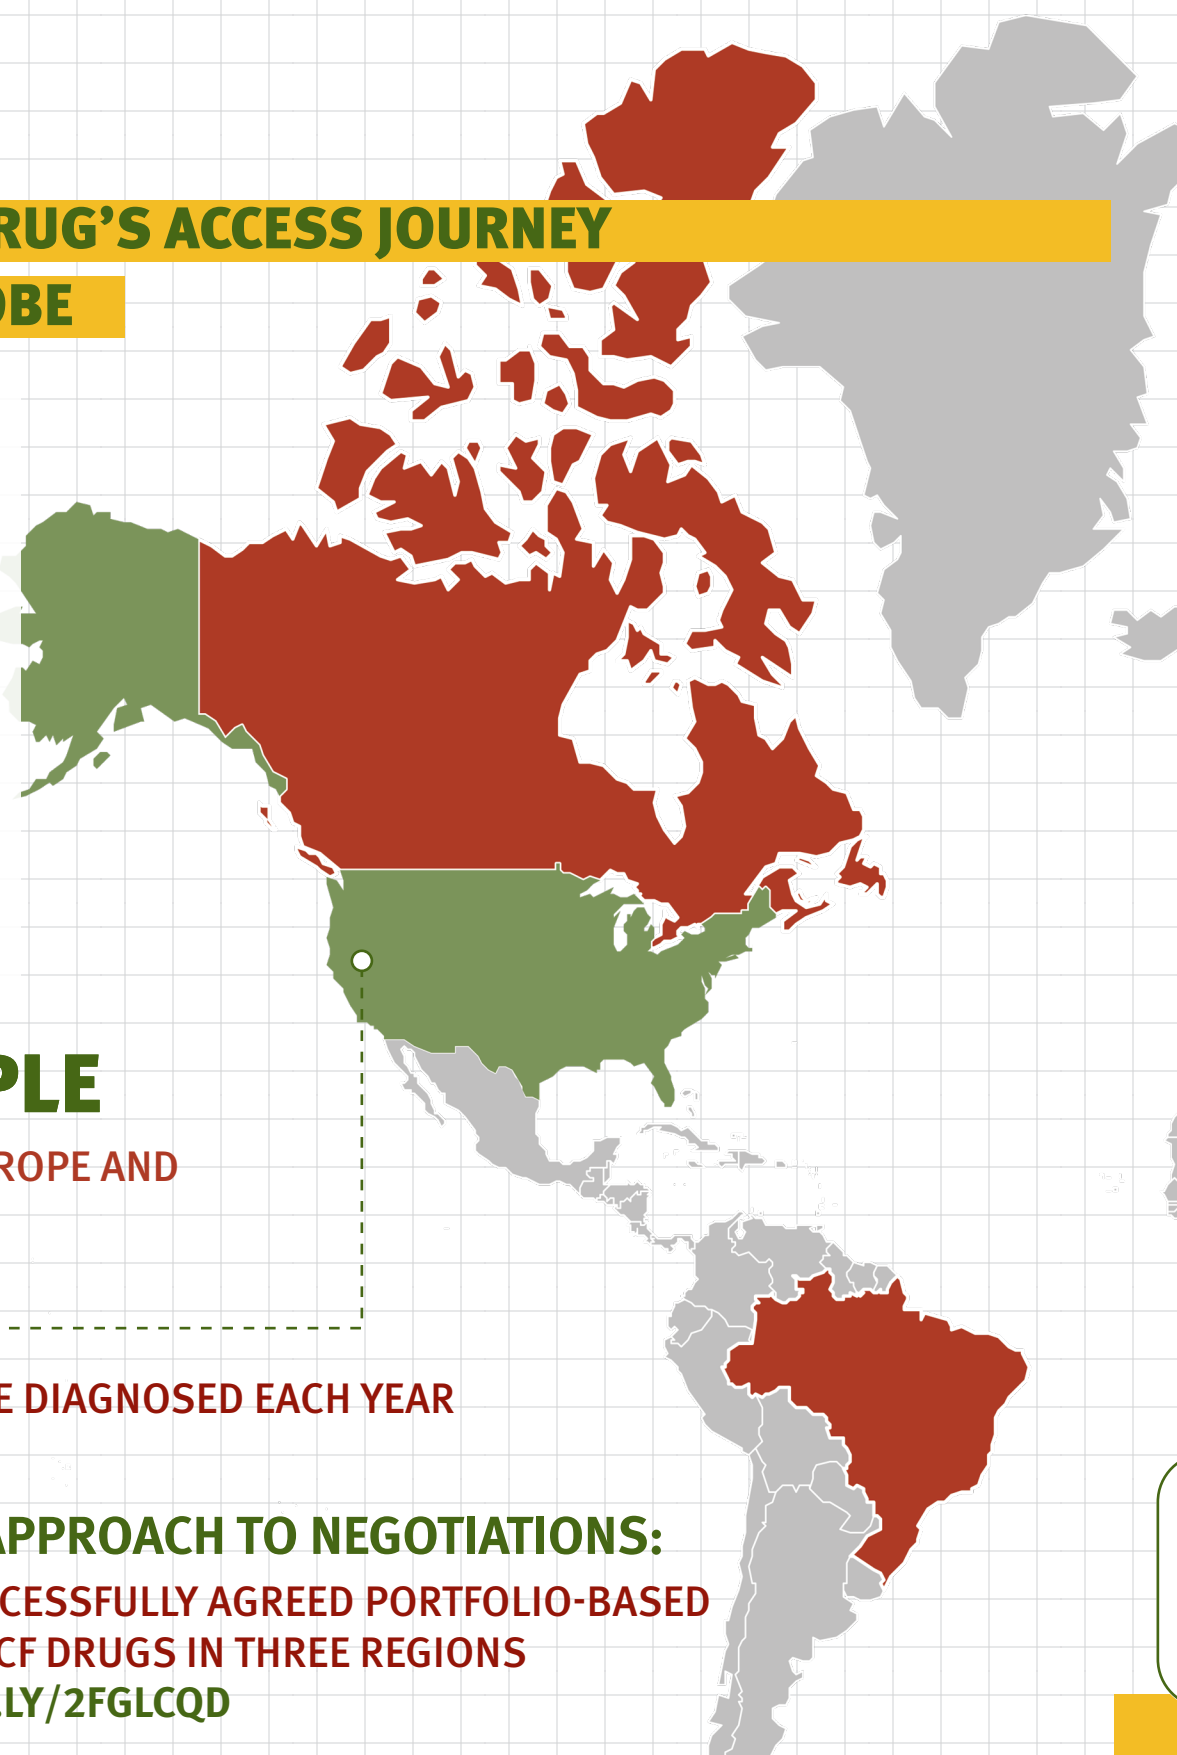 RUG'S ACCESS JOURNEY
OBE
PLE
ROPE AND
E DIAGNOSED EACH YEAR
APPROACH TO NEGOTIATIONS:
CESSFULLY AGREED PORTFOLIO-BASED
CF DRUGS IN THREE REGIONS
.LY/2FGLCQD